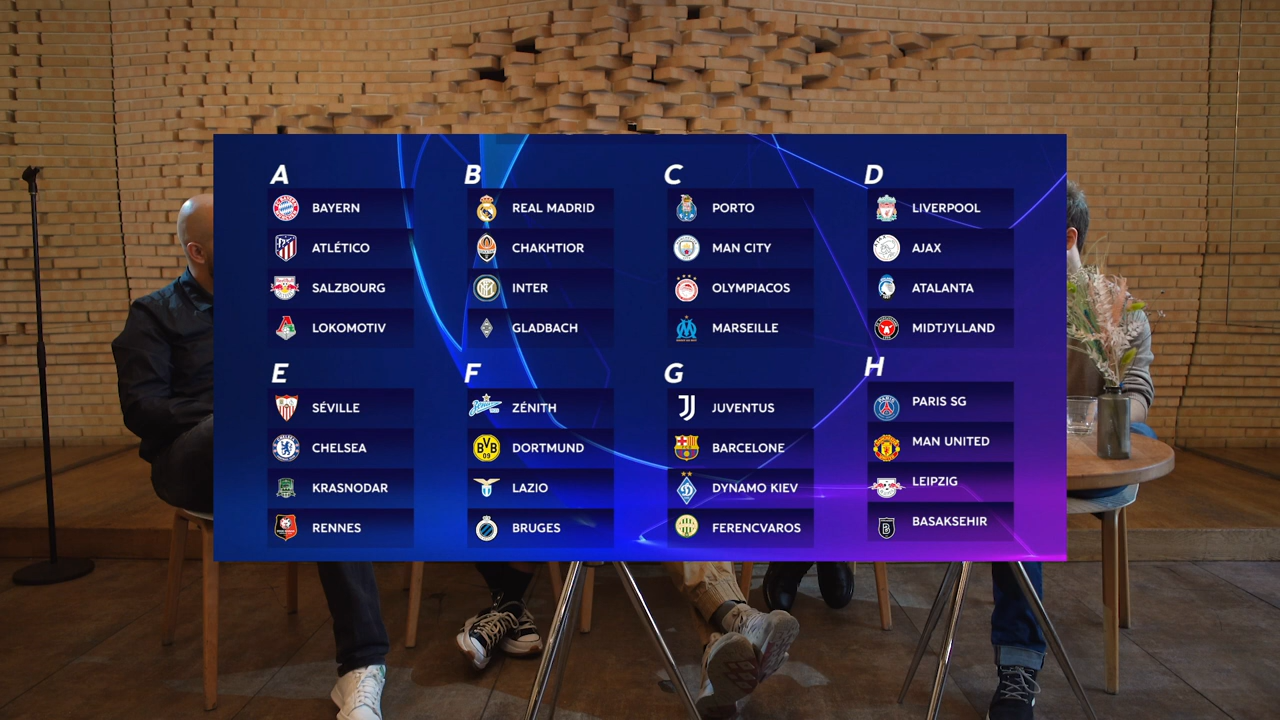 A
BAYERN
ATLÉTICO
SALZBOURG
LOKOMOTIV
B
REAL MADRID
CHAKHTIOR
INTER
GLADBACH
C
PORTO
MAN CITY
OLYMPIACOS
MARSEILLE
D
LIVERPOOL
AJAX
ATALANTA
MIDTJYLLAND
E
SÉVILLE
CHELSEA
KRASNODAR
RENNES
F
ZÉNITH
DORTMUND
LAZIO
BRUGES
G
JUVENTUS
BARCELONE
DYNAMO KIEV
FERENCVAROS
H
PARIS SG
MAN UNITED
LEIPZIG
BASAKSEHIR